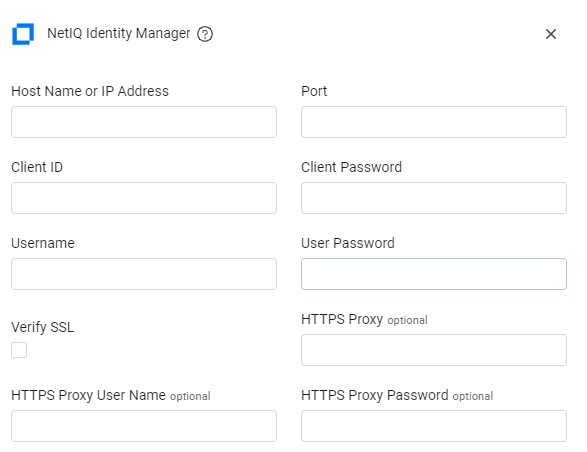 NetIQ Identity Manager ?
Host Name or IP Address
Port
Client ID
Client Password
Username
User Password
Verify SSL
HTTPS Proxy optional
HTTPS Proxy User Name optional
HTTPS Proxy Password optional